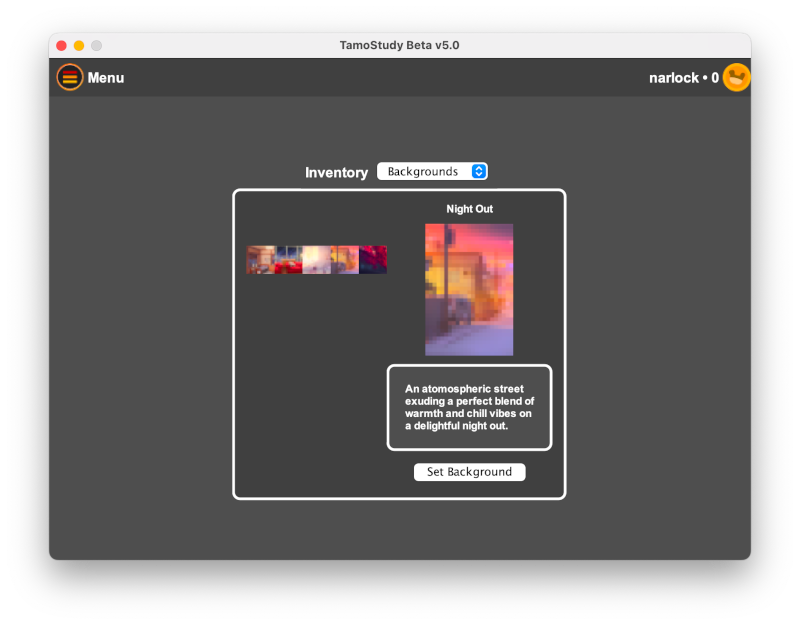 TamoStudy Beta v5.0
Menu
narlock • 0
Inventory
Backgrounds
Night Out
An atomospheric street
exuding a perfect blend of
warmth and chill vibes on
a delightful night out.
Set Background